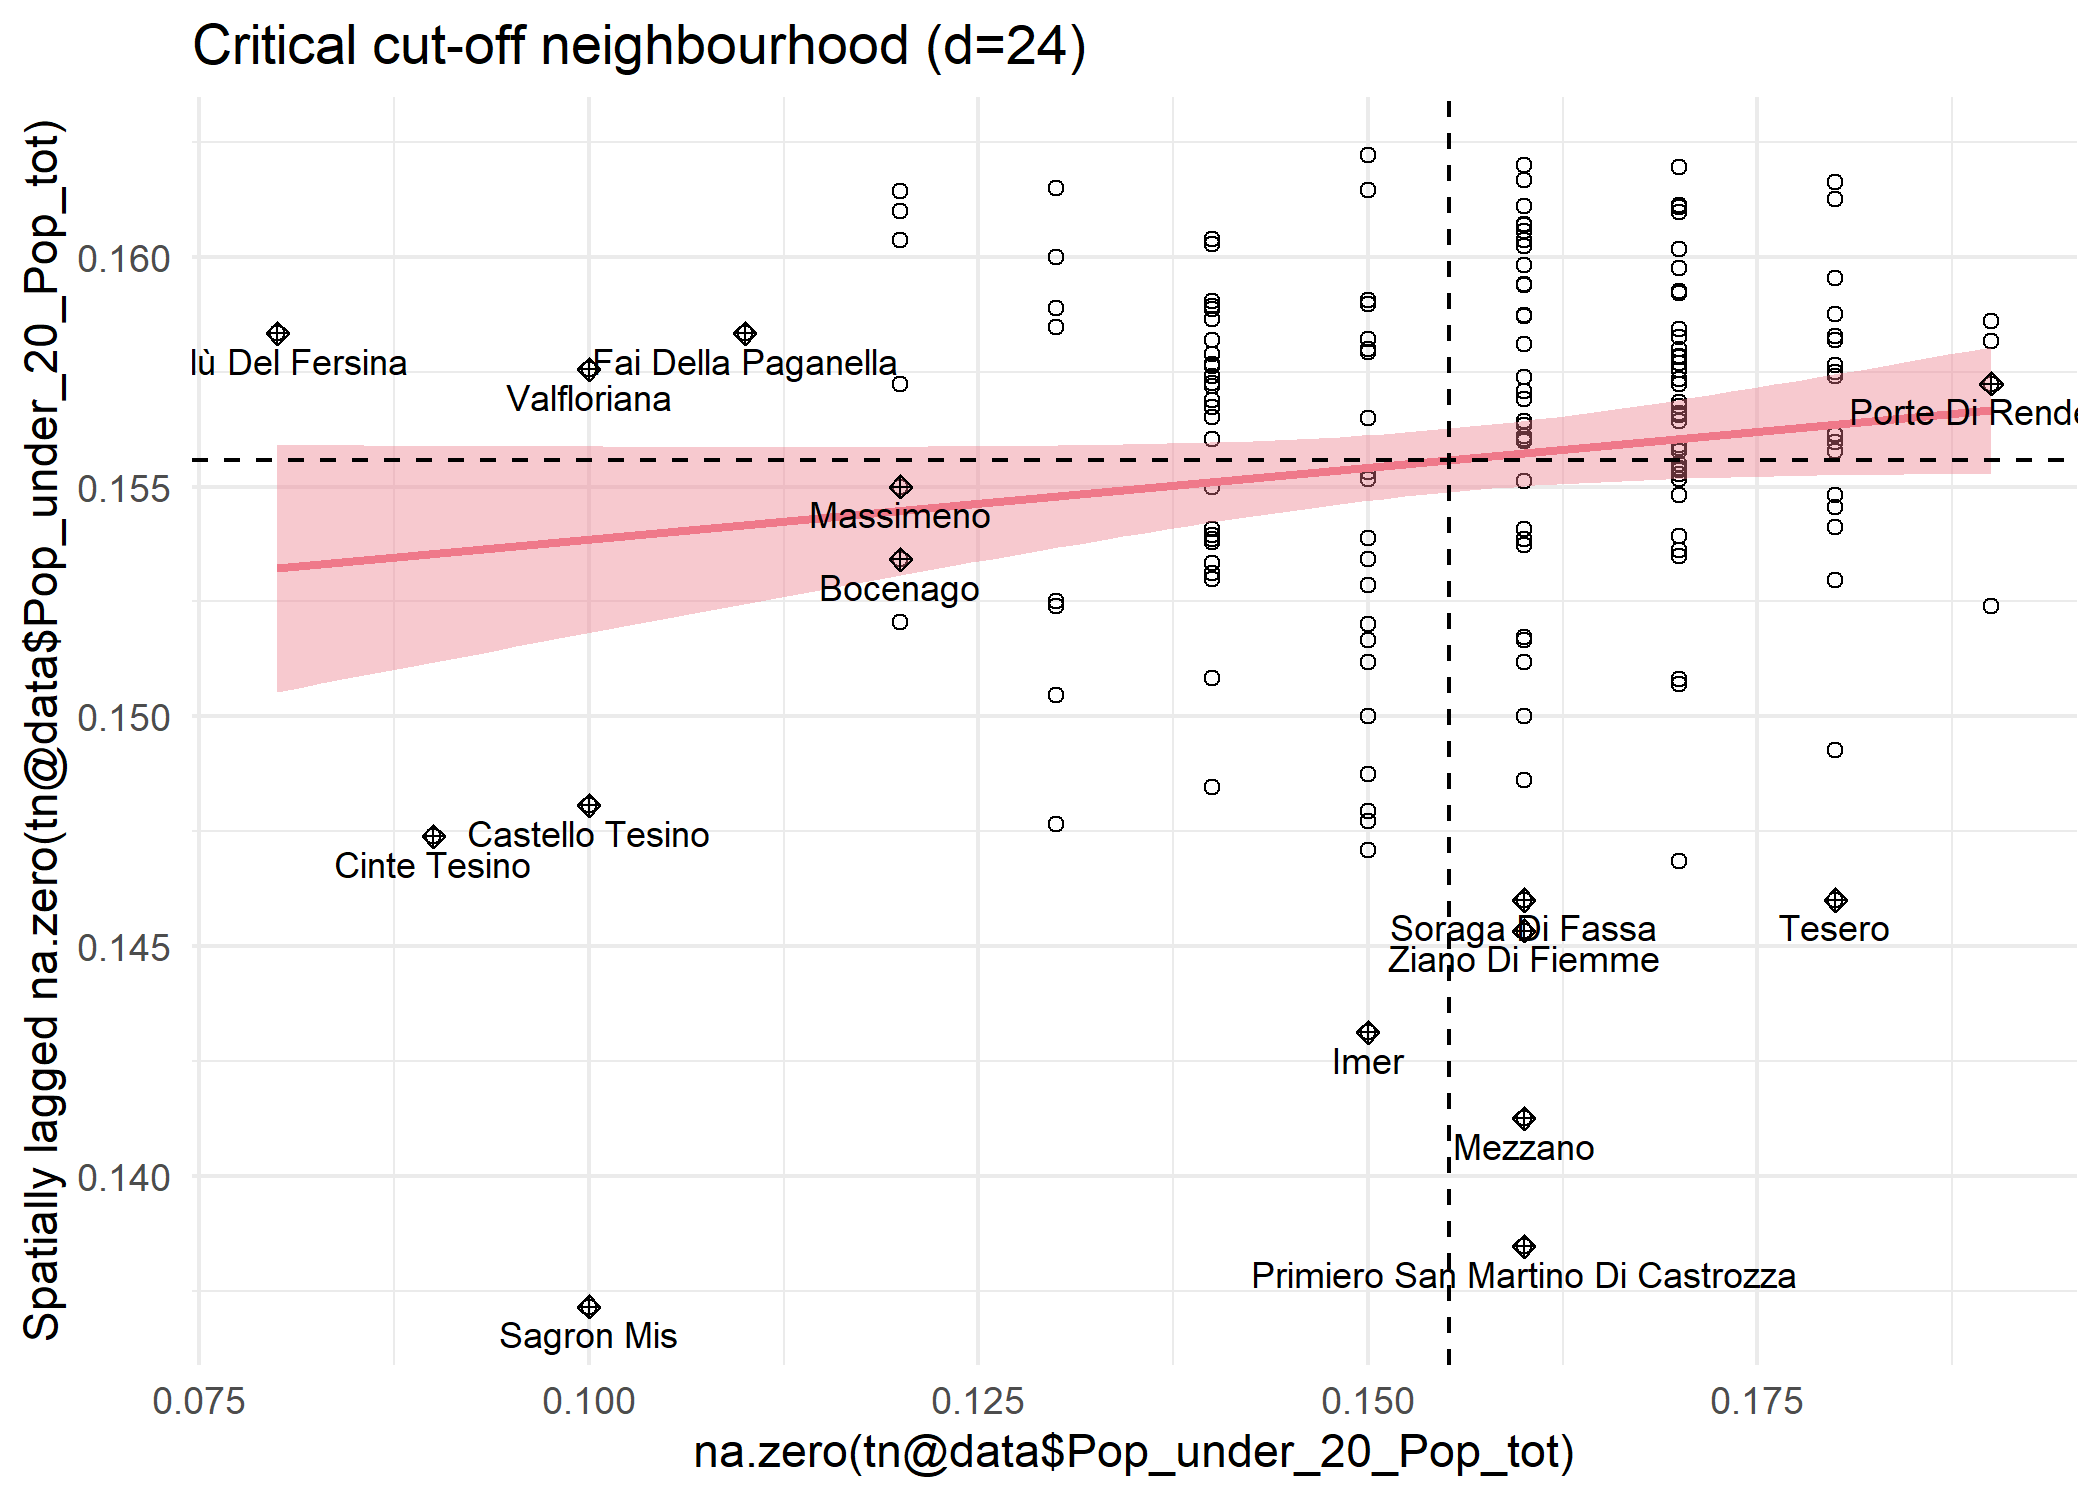 Critical cut-off neighbourhood (d=24)
Spatially lagged na.zero(tn@data$Pop_under_20_Pop_tot)
0.160
0.155
0.150
0.145
0.140
lù Del Fersina
Fai Della Paganella
Valfloriana
Porte Di Rende
Massimeno
Bocenago
Castello Tesino
Cinte Tesino
Soraga Di Fassa
Tesero
Ziano Di Fiemme
Imer
Mezzano
Primiero San Martino Di Castrozza
Sagron Mis
0.075 0.100 0.125 0.150 0.175
na.zero(tn@data$Pop_under_20_Pop_tot)